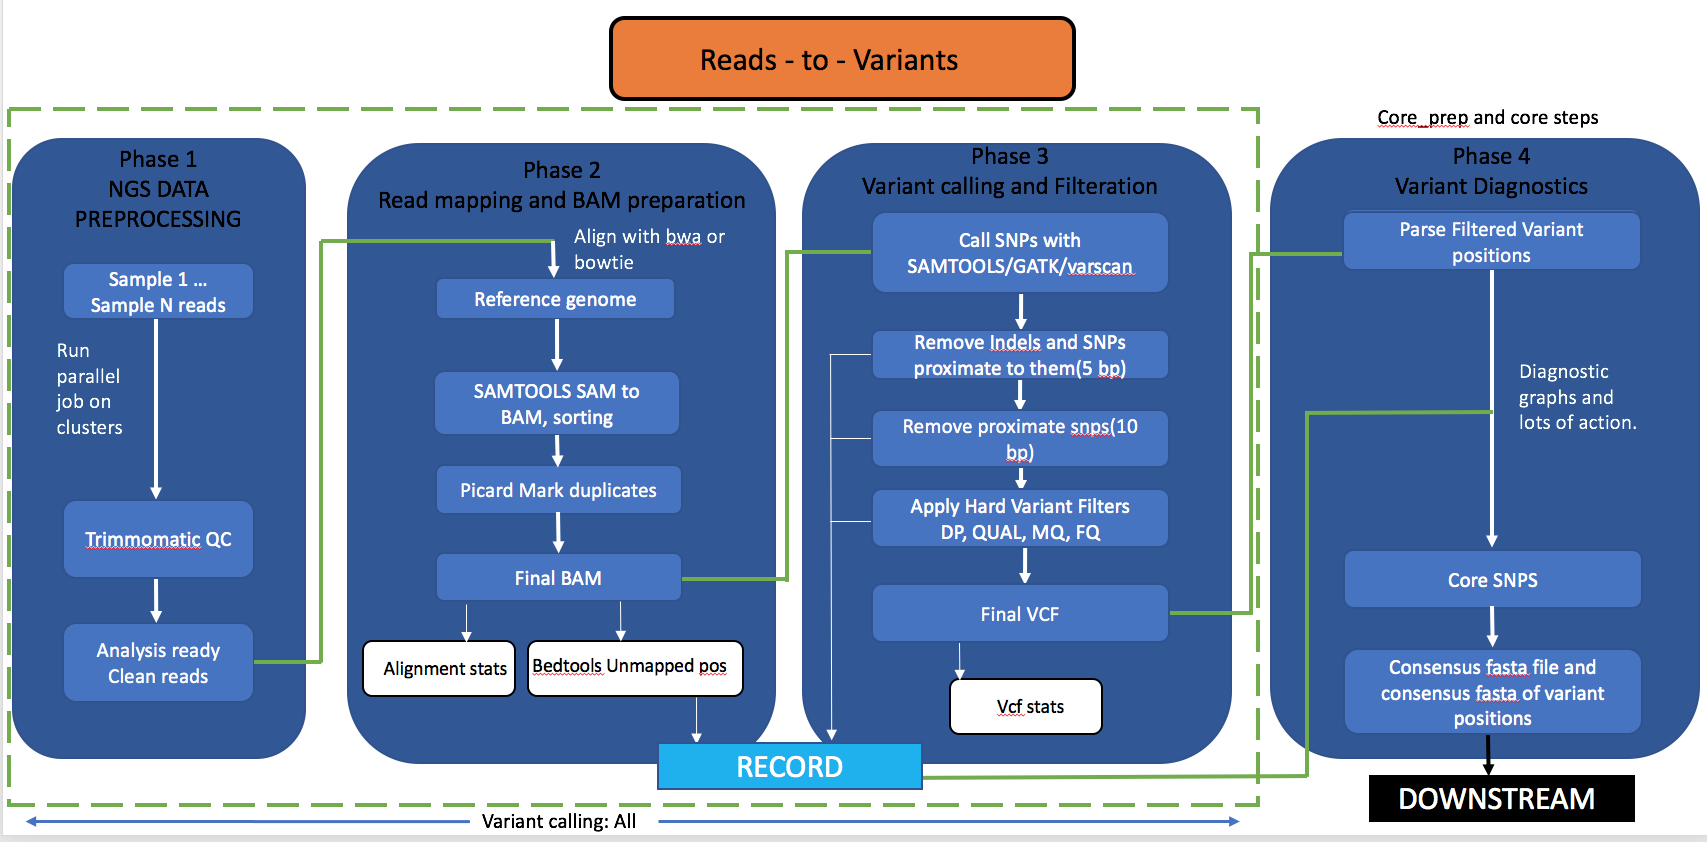 Reads - to - Variants
Core_prep and core steps
Phase 1
NGS DATA
PREPROCESSING
Sample 1 ...
Sample N reads
Run
parallel
job on
clusters
Trimmomatic QC
Analysis ready
Clean reads
Phase 2
Read mapping and BAM preparation
Align with bwa or
bowtie
Reference genome
SAMTOOLS SAM to
BAM, sorting
Picard Mark duplicates
Final BAM
Alignment stats
Bedtools Unmapped pos
Phase 3
Variant calling and Filteration
Call SNPs with
SAMTOOLS/GATK/varscan
Remove Indels and SNPs
proximate to them(5 bp)
Remove proximate snps(10
bp)
Apply Hard Variant Filters
DP, QUAL, MQ, FQ
Final VCF
Vcf stats
RECORD
Phase 4
Variant Diagnostics
Parse Filtered Variant
positions
Diagnostic
graphs and
lots of action.
Core SNPS
Consensus fasta file and
consensus fasta of variant
positions
DOWNSTREAM
Variant calling: All